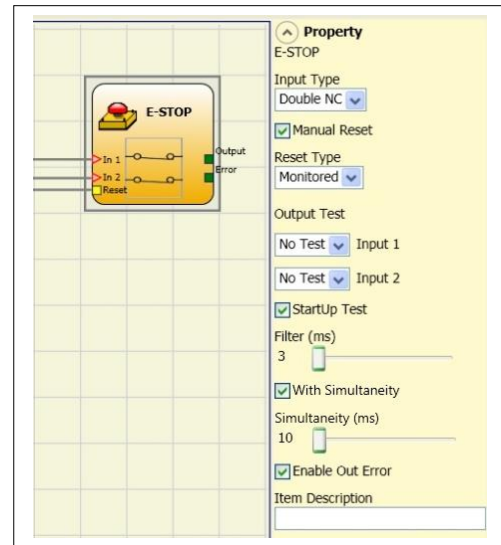 E-STOP
In 1
In 2
Reset
Output
Error
Property
E-STOP
Input Type
Double NC
Manual Reset
Reset Type
Monitored
Output Test
No Test Input 1
No Test Input 2
StartUp Test
Filter (ms)
3
With Simultaneity
Simultaneity (ms)
10
Enable Out Error
Item Description